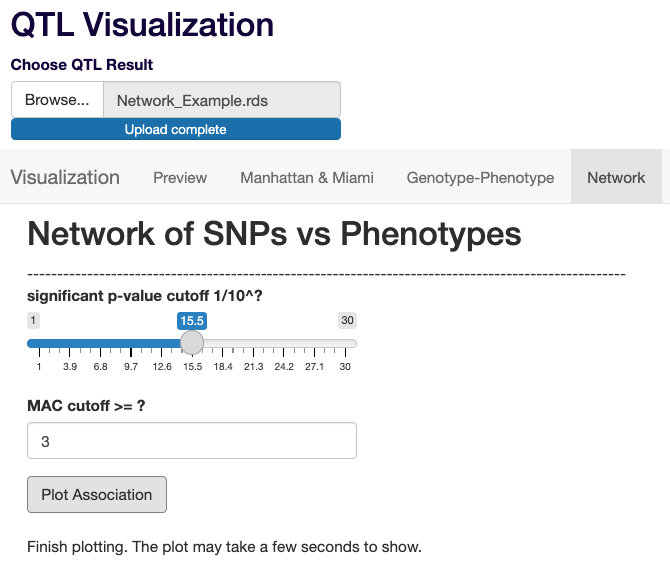 QTL Visualization
Choose QTL Result
Browse... Network_Example.rds
Upload complete
Visualization Preview Manhattan & Miami Genotype-Phenotype Network
Network of SNPs vs Phenotypes
----------------------------------------------------------------------------------------------------
significant p-value cutoff 1/10^?
1 15.5 30
1 3.9 6.8 9.7 12.6 15.5 18.4 21.3 24.2 27.1 30
MAC cutoff >= ?
3
Plot Association
Finish plotting. The plot may take a few seconds to show.